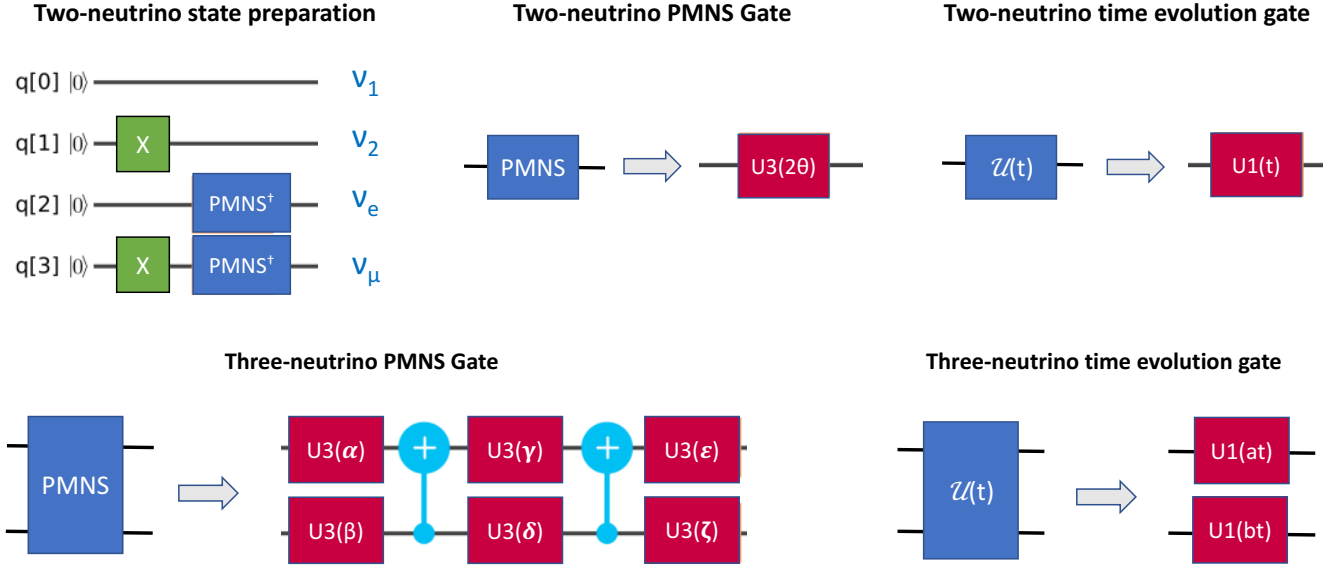 Two-neutrino state preparation
q[0] |0⟩ ν1
q[1] |0⟩ X ν2
q[2] |0⟩ PMNS† νe
q[3] |0⟩ X PMNS† νμ
Two-neutrino PMNS Gate
PMNS U3(2θ)
Two-neutrino time evolution gate
𝒰(t) U1(t)
Three-neutrino PMNS Gate
PMNS
U3(α) + U3(γ) + U3(ε)
U3(β) U3(δ) U3(ζ)
Three-neutrino time evolution gate
𝒰(t)
U1(at)
U1(bt)